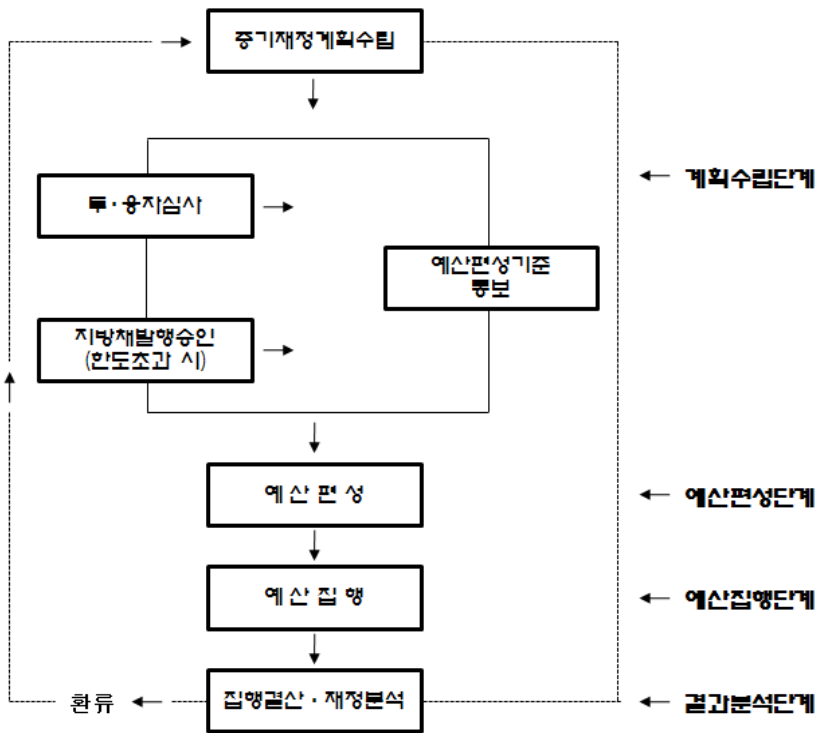 중기재정계획수립
계획수립단계
투·융자심사
예산편성기준
통보
지방채발행승인
(한도초과 시)
예 산 편 성
예산편성단계
예 산 집 행
예산집행단계
환류
집행결산 · 재정분석
결과분석단계